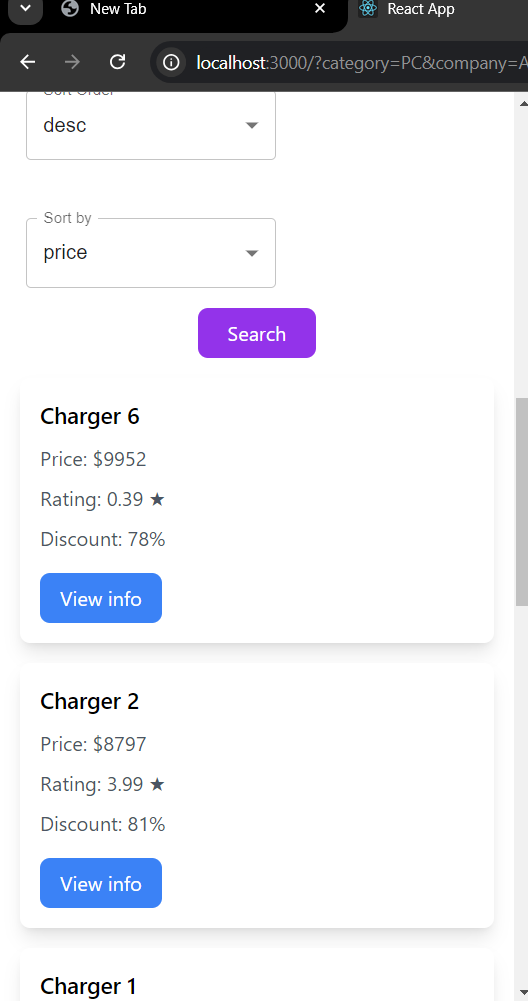 New Tab
React App
localhost:3000/?category=PC&company=A
Sort Order
desc
Sort by
price
Search
Charger 6
Price: $9952
Rating: 0.39 ★
Discount: 78%
View info
Charger 2
Price: $8797
Rating: 3.99 ★
Discount: 81%
View info
Charger 1